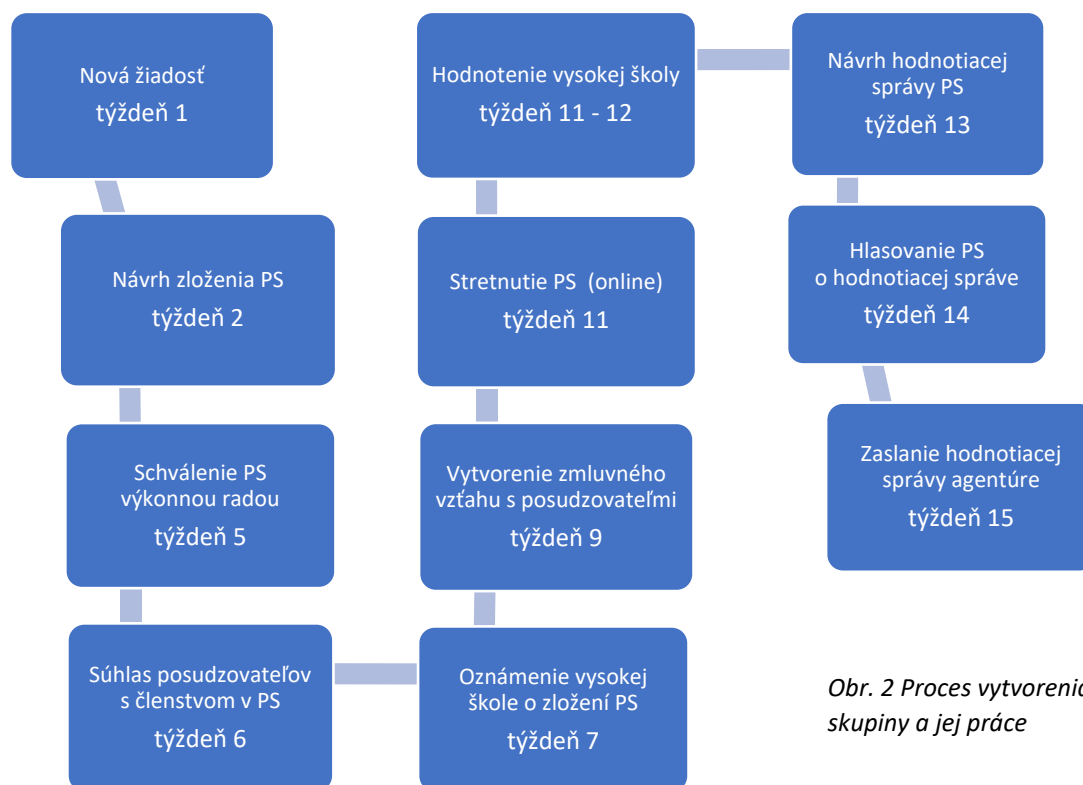 Nová žiadosť
týždeň 1
Návrh zloženia PS
týždeň 2
Schválenie PS
výkonnou radou
týždeň 5
Súhlas posudzovateľov
s členstvom v PS
týždeň 6
Oznámenie vysokej
škole o zložení PS
týždeň 7
Vytvorenie zmluvného
vzťahu s posudzovateľmi
týždeň 9
Stretnutie PS (online)
týždeň 11
Hodnotenie vysokej školy
týždeň 11 - 12
Návrh hodnotiacej
správy PS
týždeň 13
Hlasovanie PS
o hodnotiacej správe
týždeň 14
Zaslanie hodnotiacej
správy agentúre
týždeň 15
Obr. 2 Proces vytvorenia
skupiny a jej práce